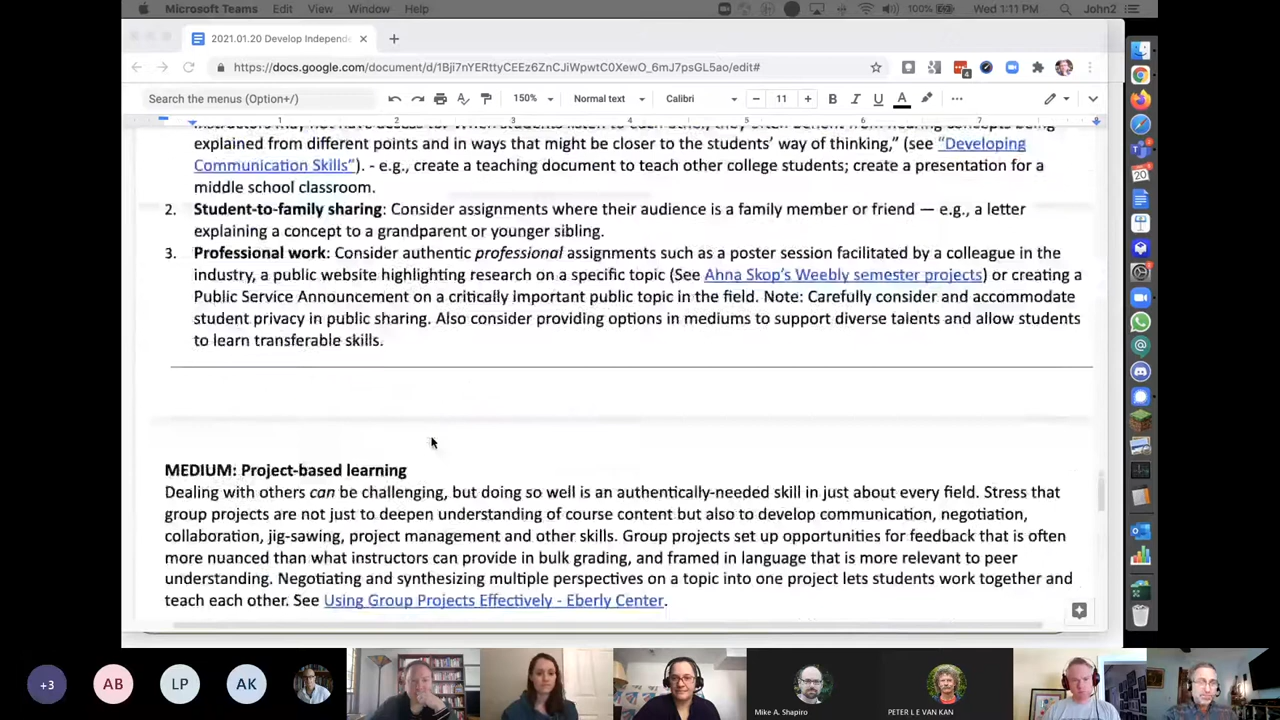 Microsoft Teams Edit View Window Help 100% Wed 1:11 PM John2
2021.01.20 Develop Independe
https://docs.google.com/document/d/1Bji7nYERttyCEEz6ZnCJiWpwtC0XewO_6mJ7psGL5ao/edit#
4
Search the menus (Option+/) 150% Normal text Calibri 11 B I U A
1 2 3 4 5 6 7
explained from different points and in ways that might be closer to the students' way of thinking," (see "Developing
Communication Skills"). - e.g., create a teaching document to teach other college students; create a presentation for a
middle school classroom.
2. Student-to-family sharing: Consider assignments where their audience is a family member or friend — e.g., a letter
explaining a concept to a grandparent or younger sibling.
3. Professional work: Consider authentic professional assignments such as a poster session facilitated by a colleague in the
industry, a public website highlighting research on a specific topic (See Ahna Skop's Weebly semester projects) or creating a
Public Service Announcement on a critically important public topic in the field. Note: Carefully consider and accommodate
student privacy in public sharing. Also consider providing options in mediums to support diverse talents and allow students
to learn transferable skills.
MEDIUM: Project-based learning
Dealing with others can be challenging, but doing so well is an authentically-needed skill in just about every field. Stress that
group projects are not just to deepen understanding of course content but also to develop communication, negotiation,
collaboration, jig-sawing, project management and other skills. Group projects set up opportunities for feedback that is often
more nuanced than what instructors can provide in bulk grading, and framed in language that is more relevant to peer
understanding. Negotiating and synthesizing multiple perspectives on a topic into one project lets students work together and
teach each other. See Using Group Projects Effectively - Eberly Center.
+3 AB LP AK
Mike A. Shapiro PETER L E VAN KAN